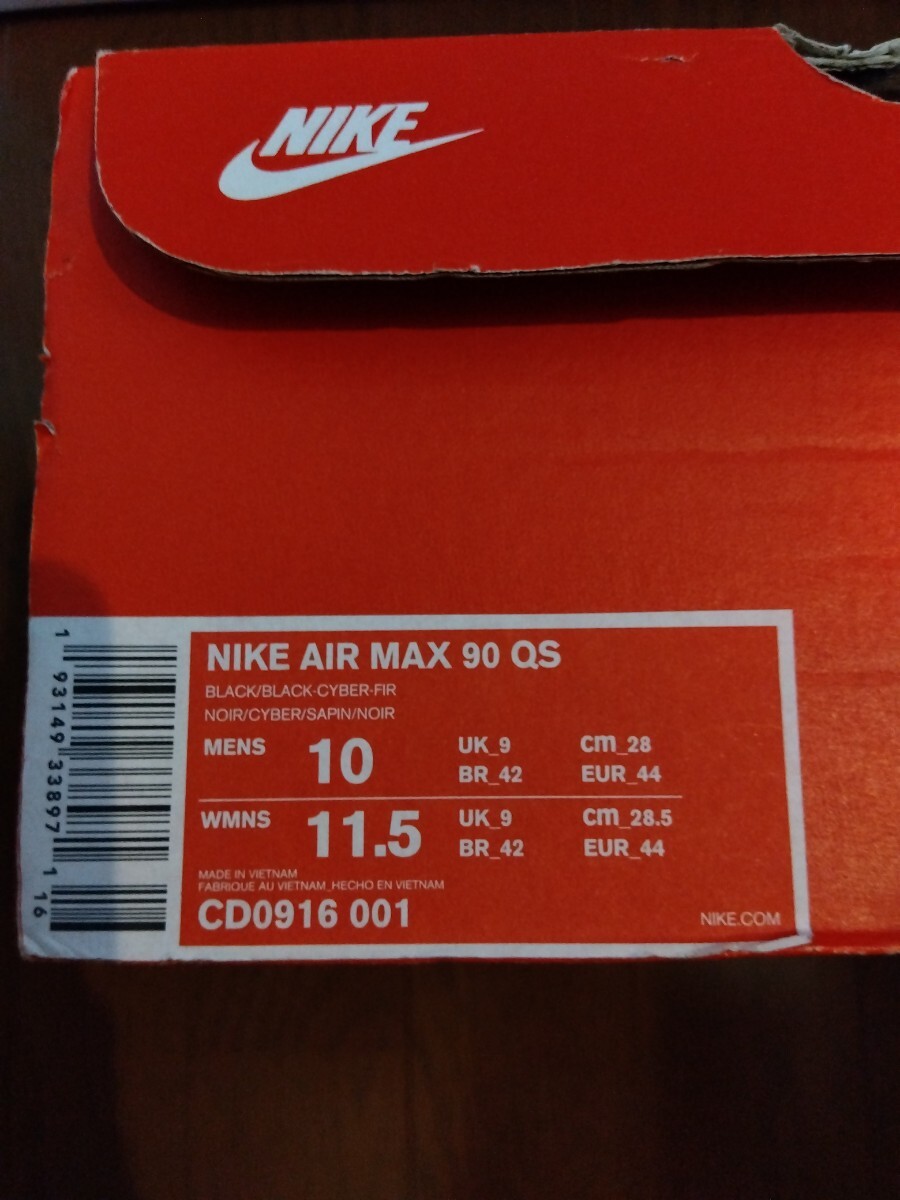 NIKE
NIKE AIR MAX 90 QS
BLACK/BLACK-CYBER-FIR
NOIR/CYBER/SAPIN/NOIR
MENS 10 UK_9 cm_28
BR_42 EUR_44
WMNS 11.5 UK_9 cm_28.5
BR_42 EUR_44
MADE IN VIETNAM
FABRIQUE AU VIETNAM_HECHO EN VIETNAM
CD0916 001
NIKE.COM
1 93149 33897 1 16